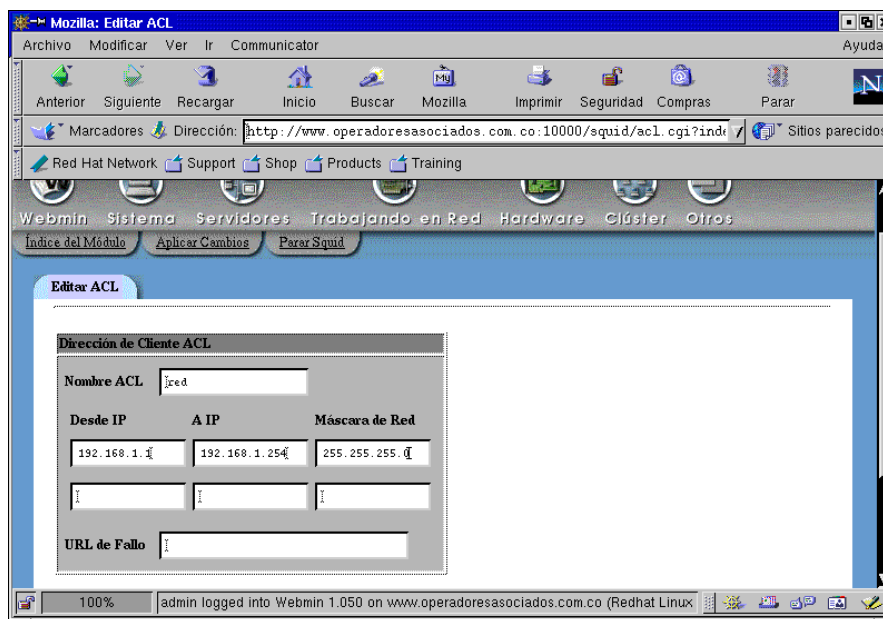 Mozilla: Editar ACL
Archivo Modificar Ver Ir Communicator Ayuda
My
Anterior Siguiente Recargar Inicio Buscar Mozilla Imprimir Seguridad Compras Parar
N
Marcadores Dirección: http://www.operadoresasociados.com.co:10000/squid/acl.cgi?inde Sitios parecidos
Red Hat Network Support Shop Products Training
Webmin Sistema Servidores Trabajando en Red Hardware Clúster Otros
Índice del Módulo Aplicar Cambios Parar Squid
Editar ACL
Dirección de Cliente ACL
Nombre ACL red
Desde IP A IP Máscara de Red
192.168.1.1 192.168.1.254 255.255.255.0
URL de Fallo
100% admin logged into Webmin 1.050 on www.operadoresasociados.com.co (Redhat Linux